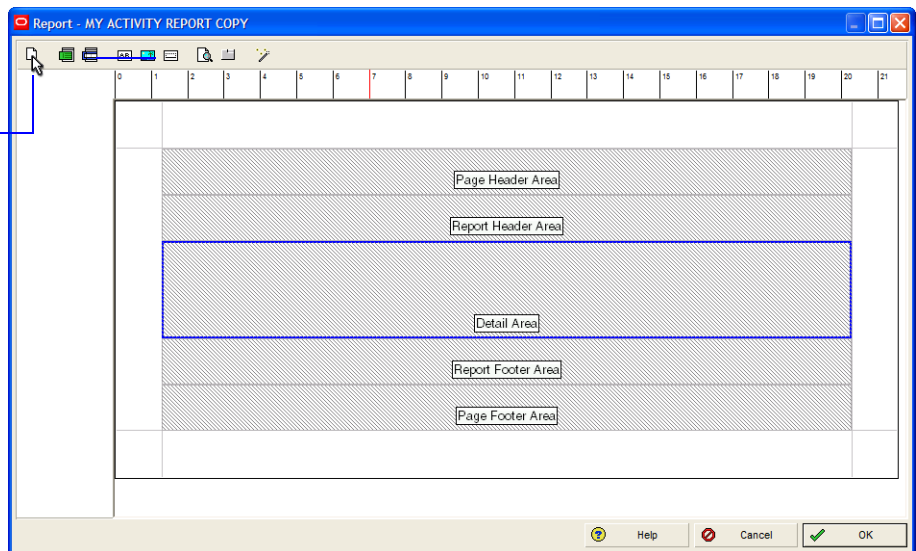 Report - MY ACTIVITY REPORT COPY
AB
0 1 2 3 4 5 6 7 8 9 10 11 12 13 14 15 16 17 18 19 20 21
Page Header Area
Report Header Area
Detail Area
Report Footer Area
Page Footer Area
? Help Cancel OK